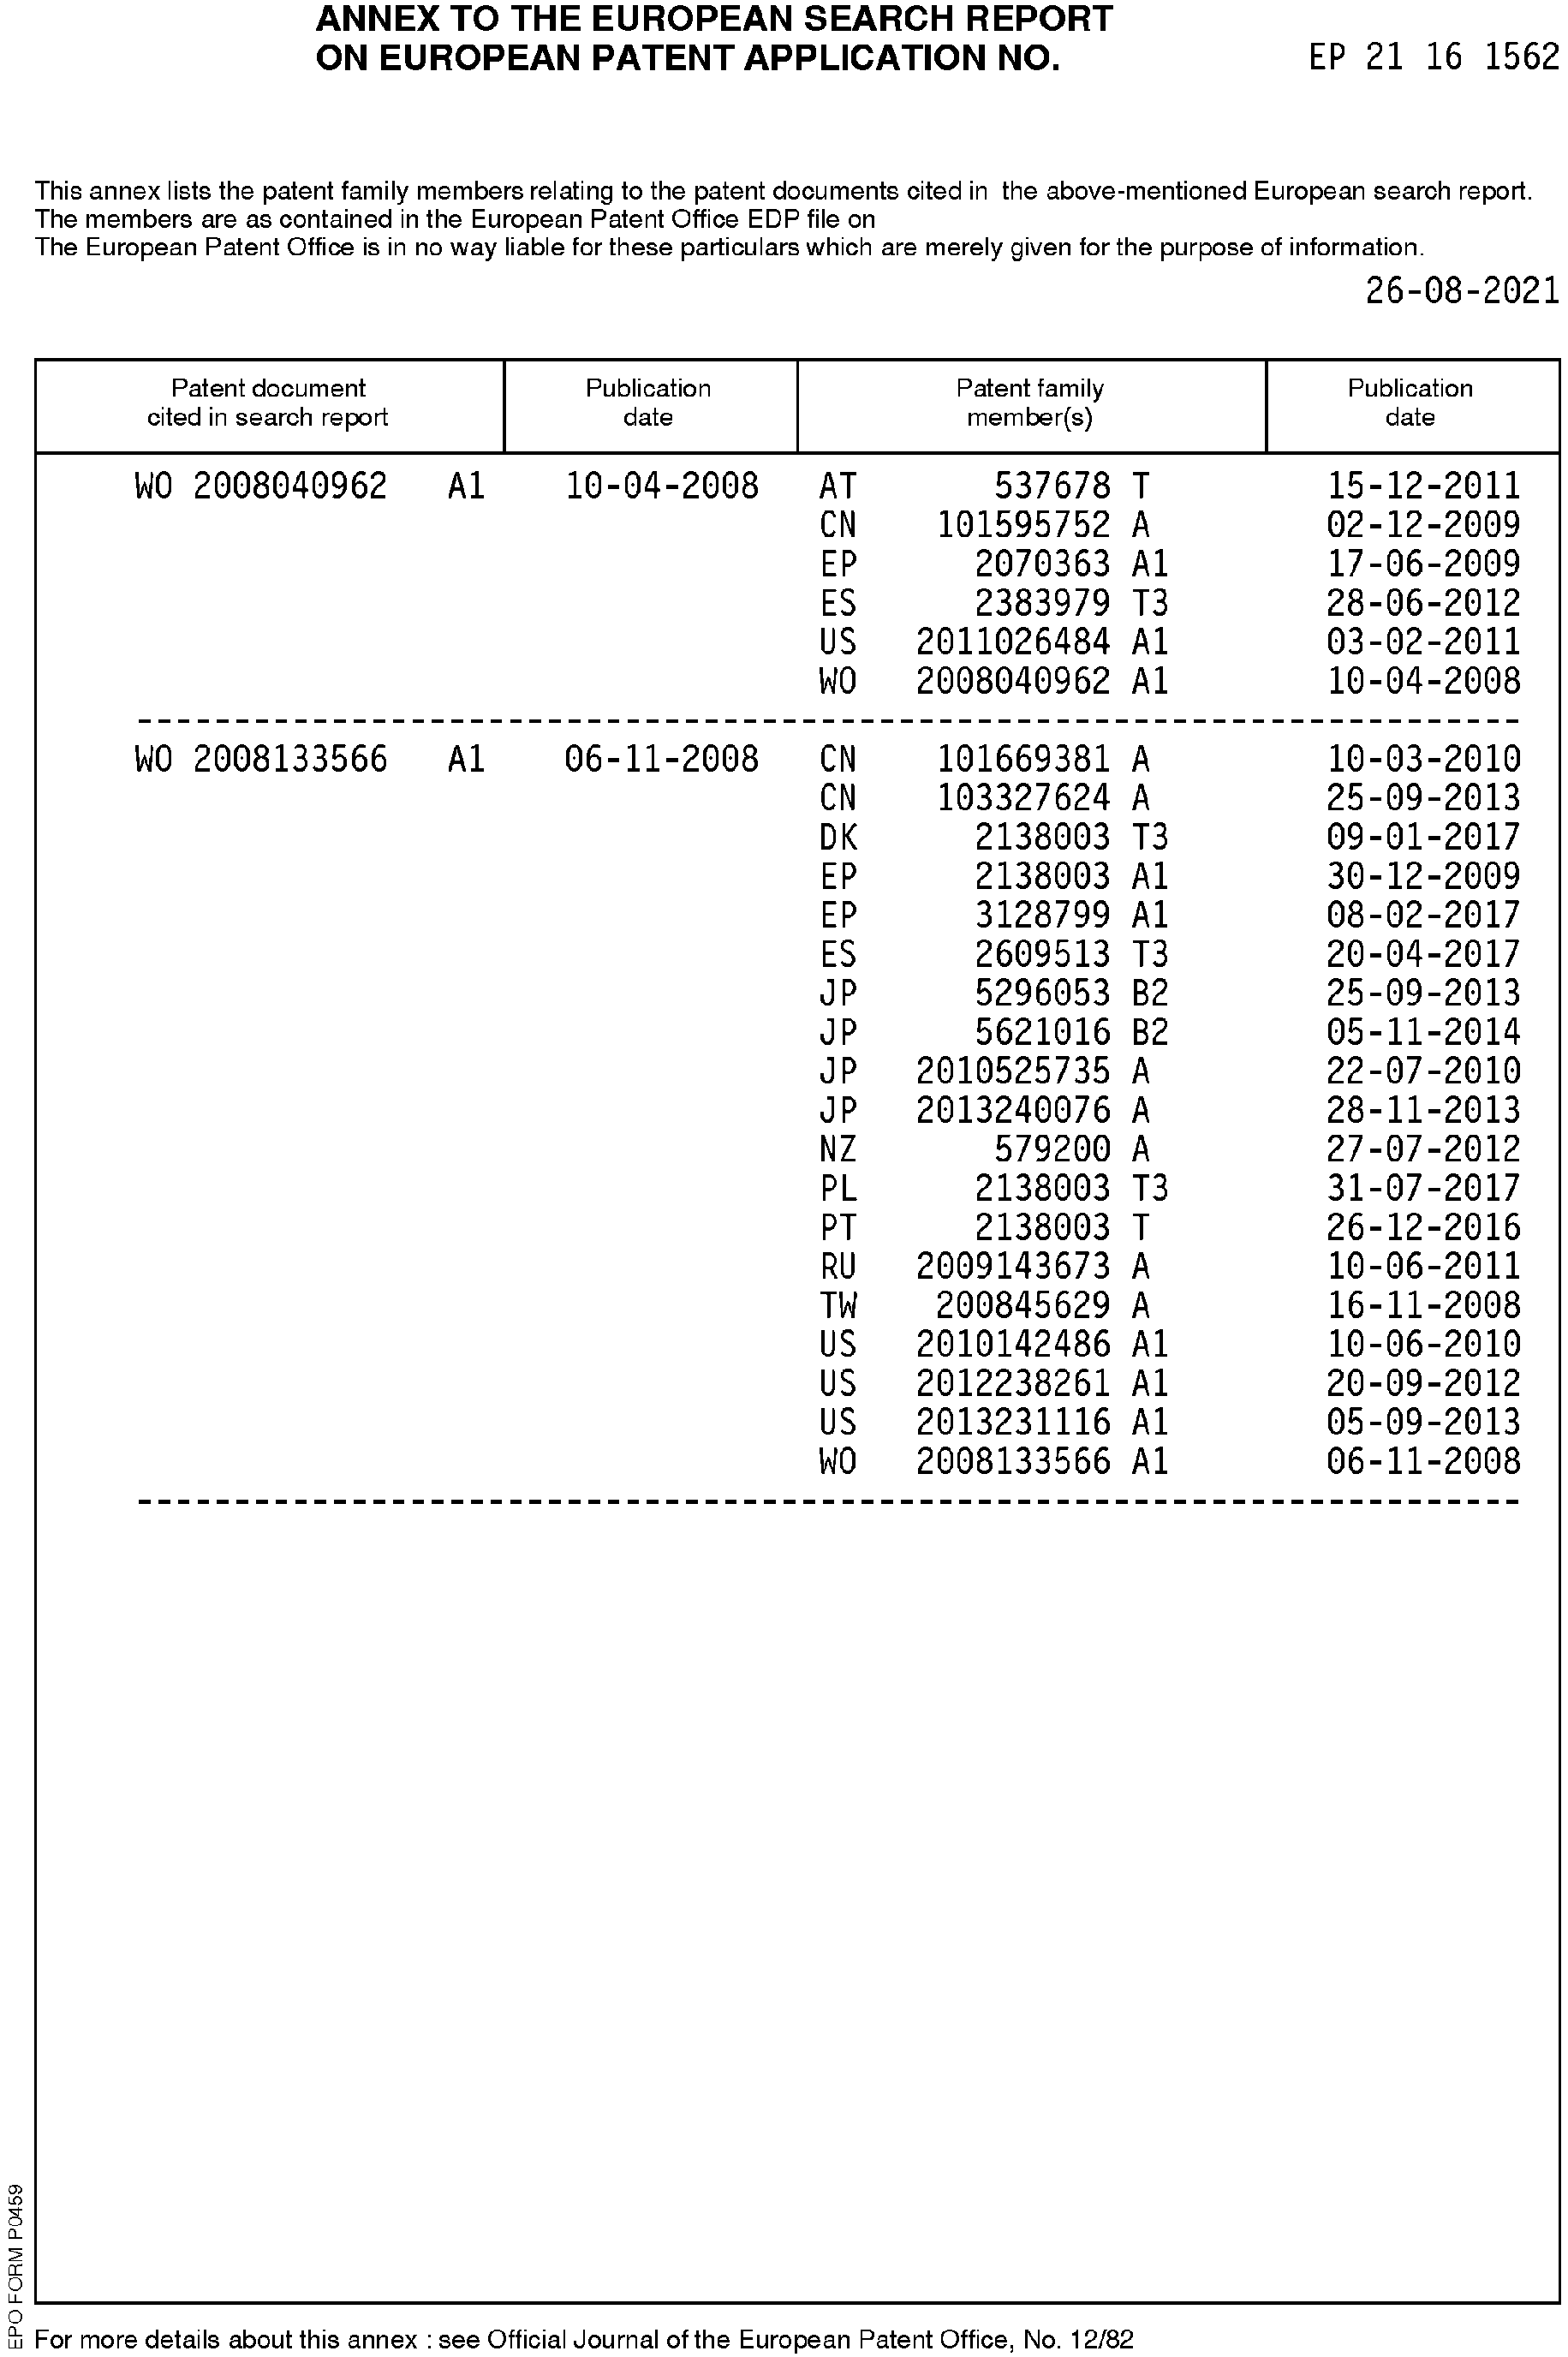 ANNEX TO THE EUROPEAN SEARCH REPORT
ON EUROPEAN PATENT APPLICATION NO. EP 21 16 1562
This annex lists the patent family members relating to the patent documents cited in the above-mentioned European search report.
The members are as contained in the European Patent Office EDP file on
The European Patent Office is in no way liable for these particulars which are merely given for the purpose of information.
26-08-2021
Patent document cited in search report Publication date Patent family member(s) Publication date
WO 2008040962 A1 10-04-2008 AT 537678 T 15-12-2011
CN 101595752 A 02-12-2009
EP 2070363 A1 17-06-2009
ES 2383979 T3 28-06-2012
US 2011026484 A1 03-02-2011
WO 2008040962 A1 10-04-2008
WO 2008133566 A1 06-11-2008 CN 101669381 A 10-03-2010
CN 103327624 A 25-09-2013
DK 2138003 T3 09-01-2017
EP 2138003 A1 30-12-2009
EP 3128799 A1 08-02-2017
ES 2609513 T3 20-04-2017
JP 5296053 B2 25-09-2013
JP 5621016 B2 05-11-2014
JP 2010525735 A 22-07-2010
JP 2013240076 A 28-11-2013
NZ 579200 A 27-07-2012
PL 2138003 T3 31-07-2017
PT 2138003 T 26-12-2016
RU 2009143673 A 10-06-2011
TW 200845629 A 16-11-2008
US 2010142486 A1 10-06-2010
US 2012238261 A1 20-09-2012
US 2013231116 A1 05-09-2013
WO 2008133566 A1 06-11-2008
EPO FORM P0459
For more details about this annex : see Official Journal of the European Patent Office, No. 12/82